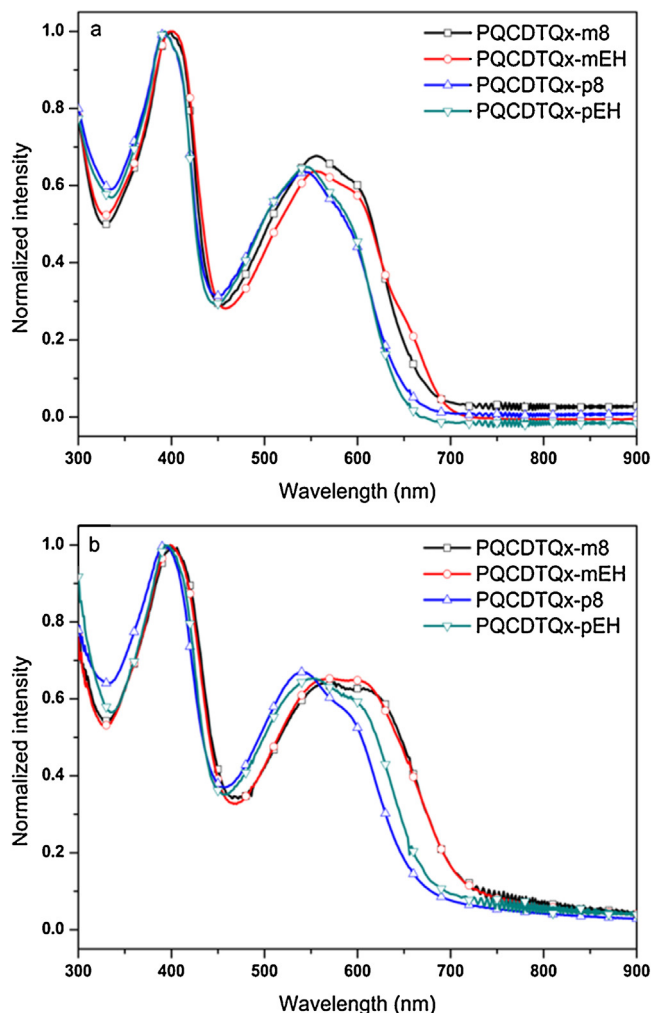 a
PQCDTQx-m8
PQCDTQx-mEH
PQCDTQx-p8
PQCDTQx-pEH
1.0
0.8
0.6
0.4
0.2
0.0
Normalized intensity
300 400 500 600 700 800 900
Wavelength (nm)
b
PQCDTQx-m8
PQCDTQx-mEH
PQCDTQx-p8
PQCDTQx-pEH
1.0
0.8
0.6
0.4
0.2
0.0
Normalized intensity
300 400 500 600 700 800 900
Wavelength (nm)